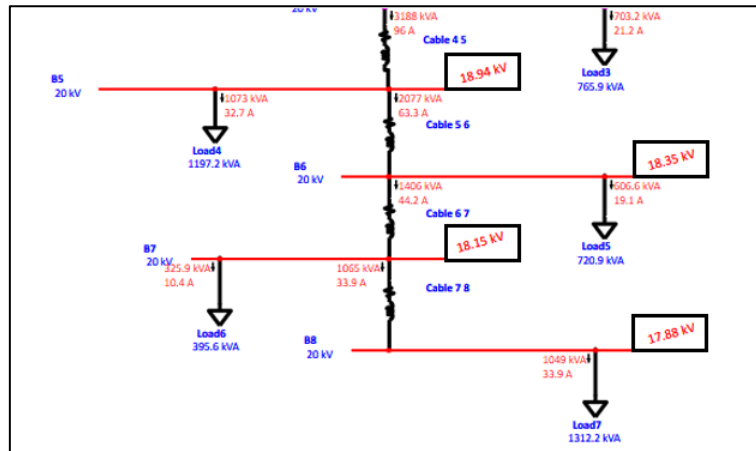 20 kV
3188 kVA
96 A
Cable 4 5
703.2 kVA
21.2 A
Load3
765.9 kVA
B5
20 kV
18.94 kV
1073 kVA
32.7 A
2077 kVA
63.3 A
Load4
1197.2 kVA
Cable 5 6
B6
20 kV
18.35 kV
1406 kVA
44.2 A
606.6 kVA
19.1 A
Cable 6 7
Load5
720.9 kVA
B7
20 kV
18.15 kV
325.9 kVA
10.4 A
1065 kVA
33.9 A
Cable 7 8
Load6
395.6 kVA
B8
20 kV
17.88 kV
1049 kVA
33.9 A
Load7
1312.2 kVA